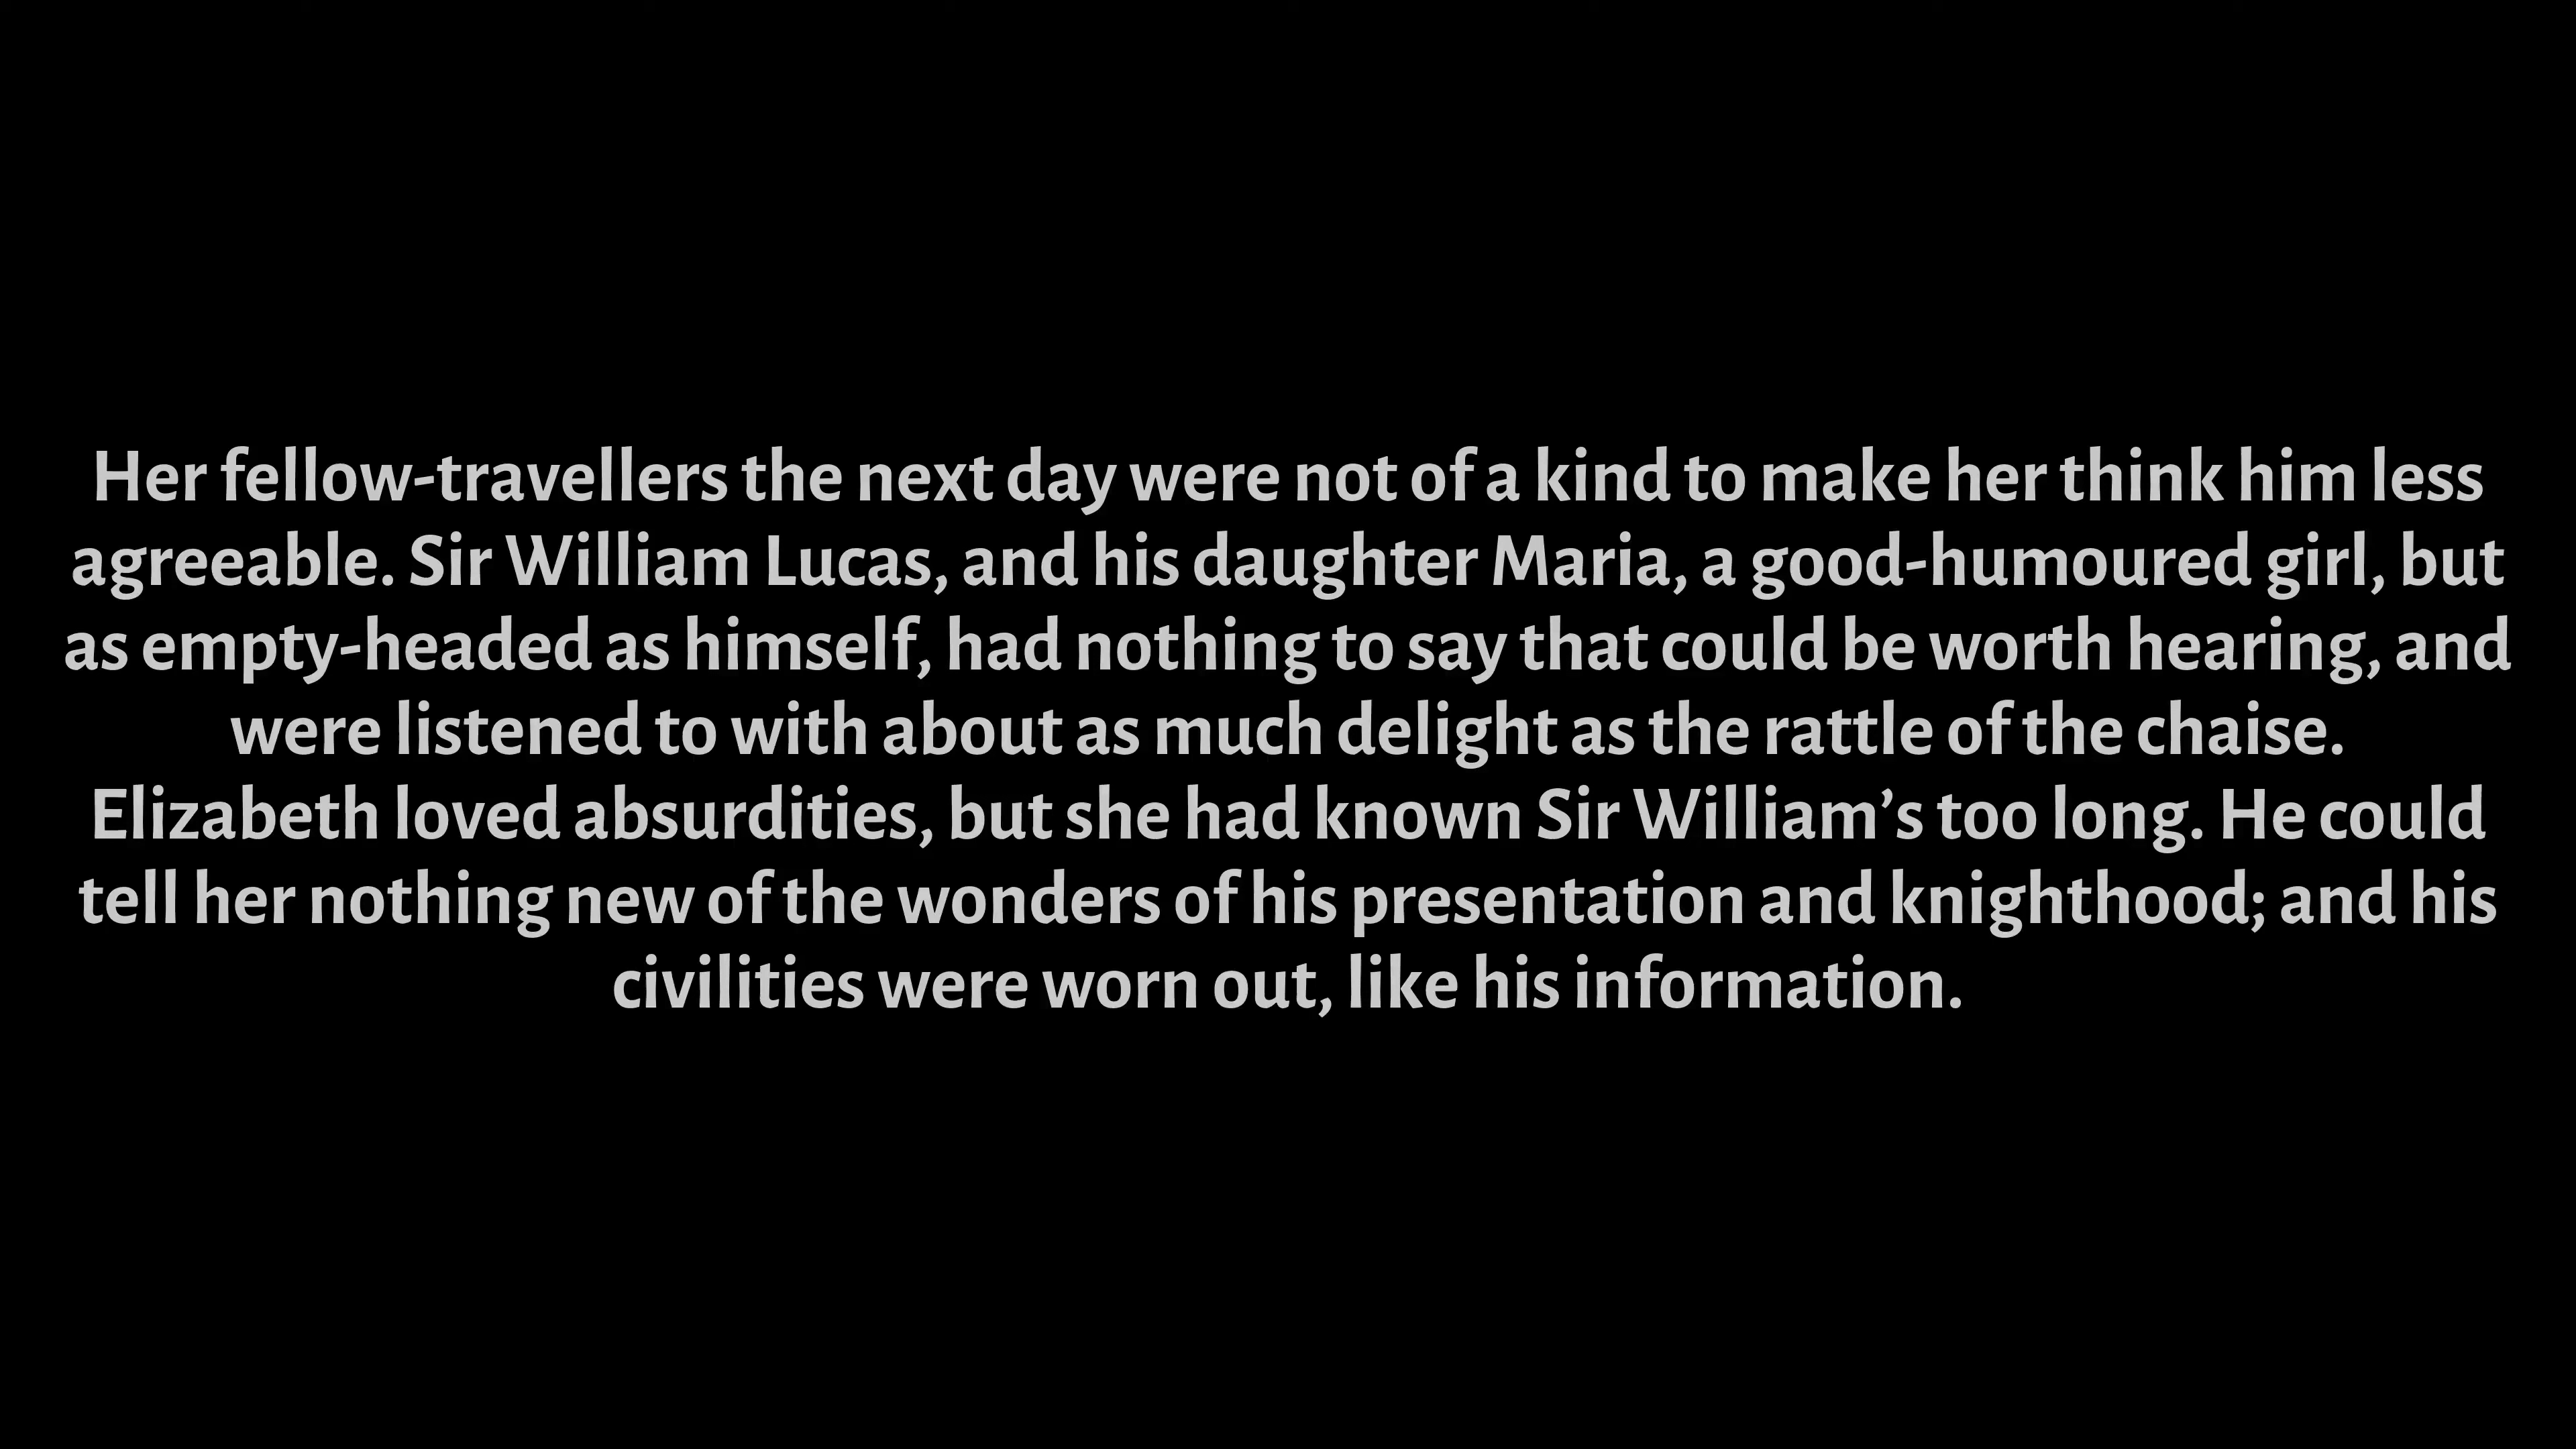 Her fellow-travellers the next day were not of a kind to make her think him less
agreeable. Sir William Lucas, and his daughter Maria, a good-humoured girl, but
as empty-headed as himself, had nothing to say that could be worth hearing, and
were listened to with about as much delight as the rattle of the chaise.
Elizabeth loved absurdities, but she had known Sir William’s too long. He could
tell her nothing new of the wonders of his presentation and knighthood; and his
civilities were worn out, like his information.